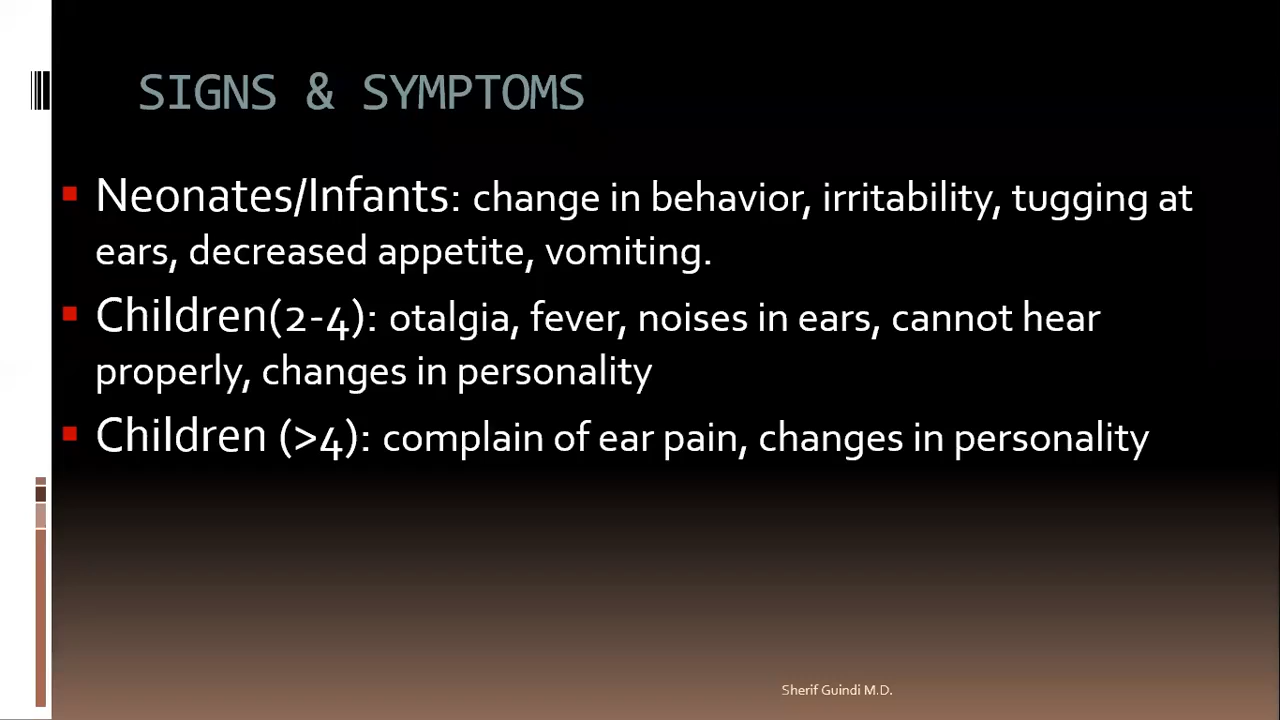 SIGNS & SYMPTOMS
Neonates/Infants: change in behavior, irritability, tugging at
ears, decreased appetite, vomiting.
Children(2-4): otalgia, fever, noises in ears, cannot hear
properly, changes in personality
Children (>4): complain of ear pain, changes in personality
Sherif Guindi M.D.